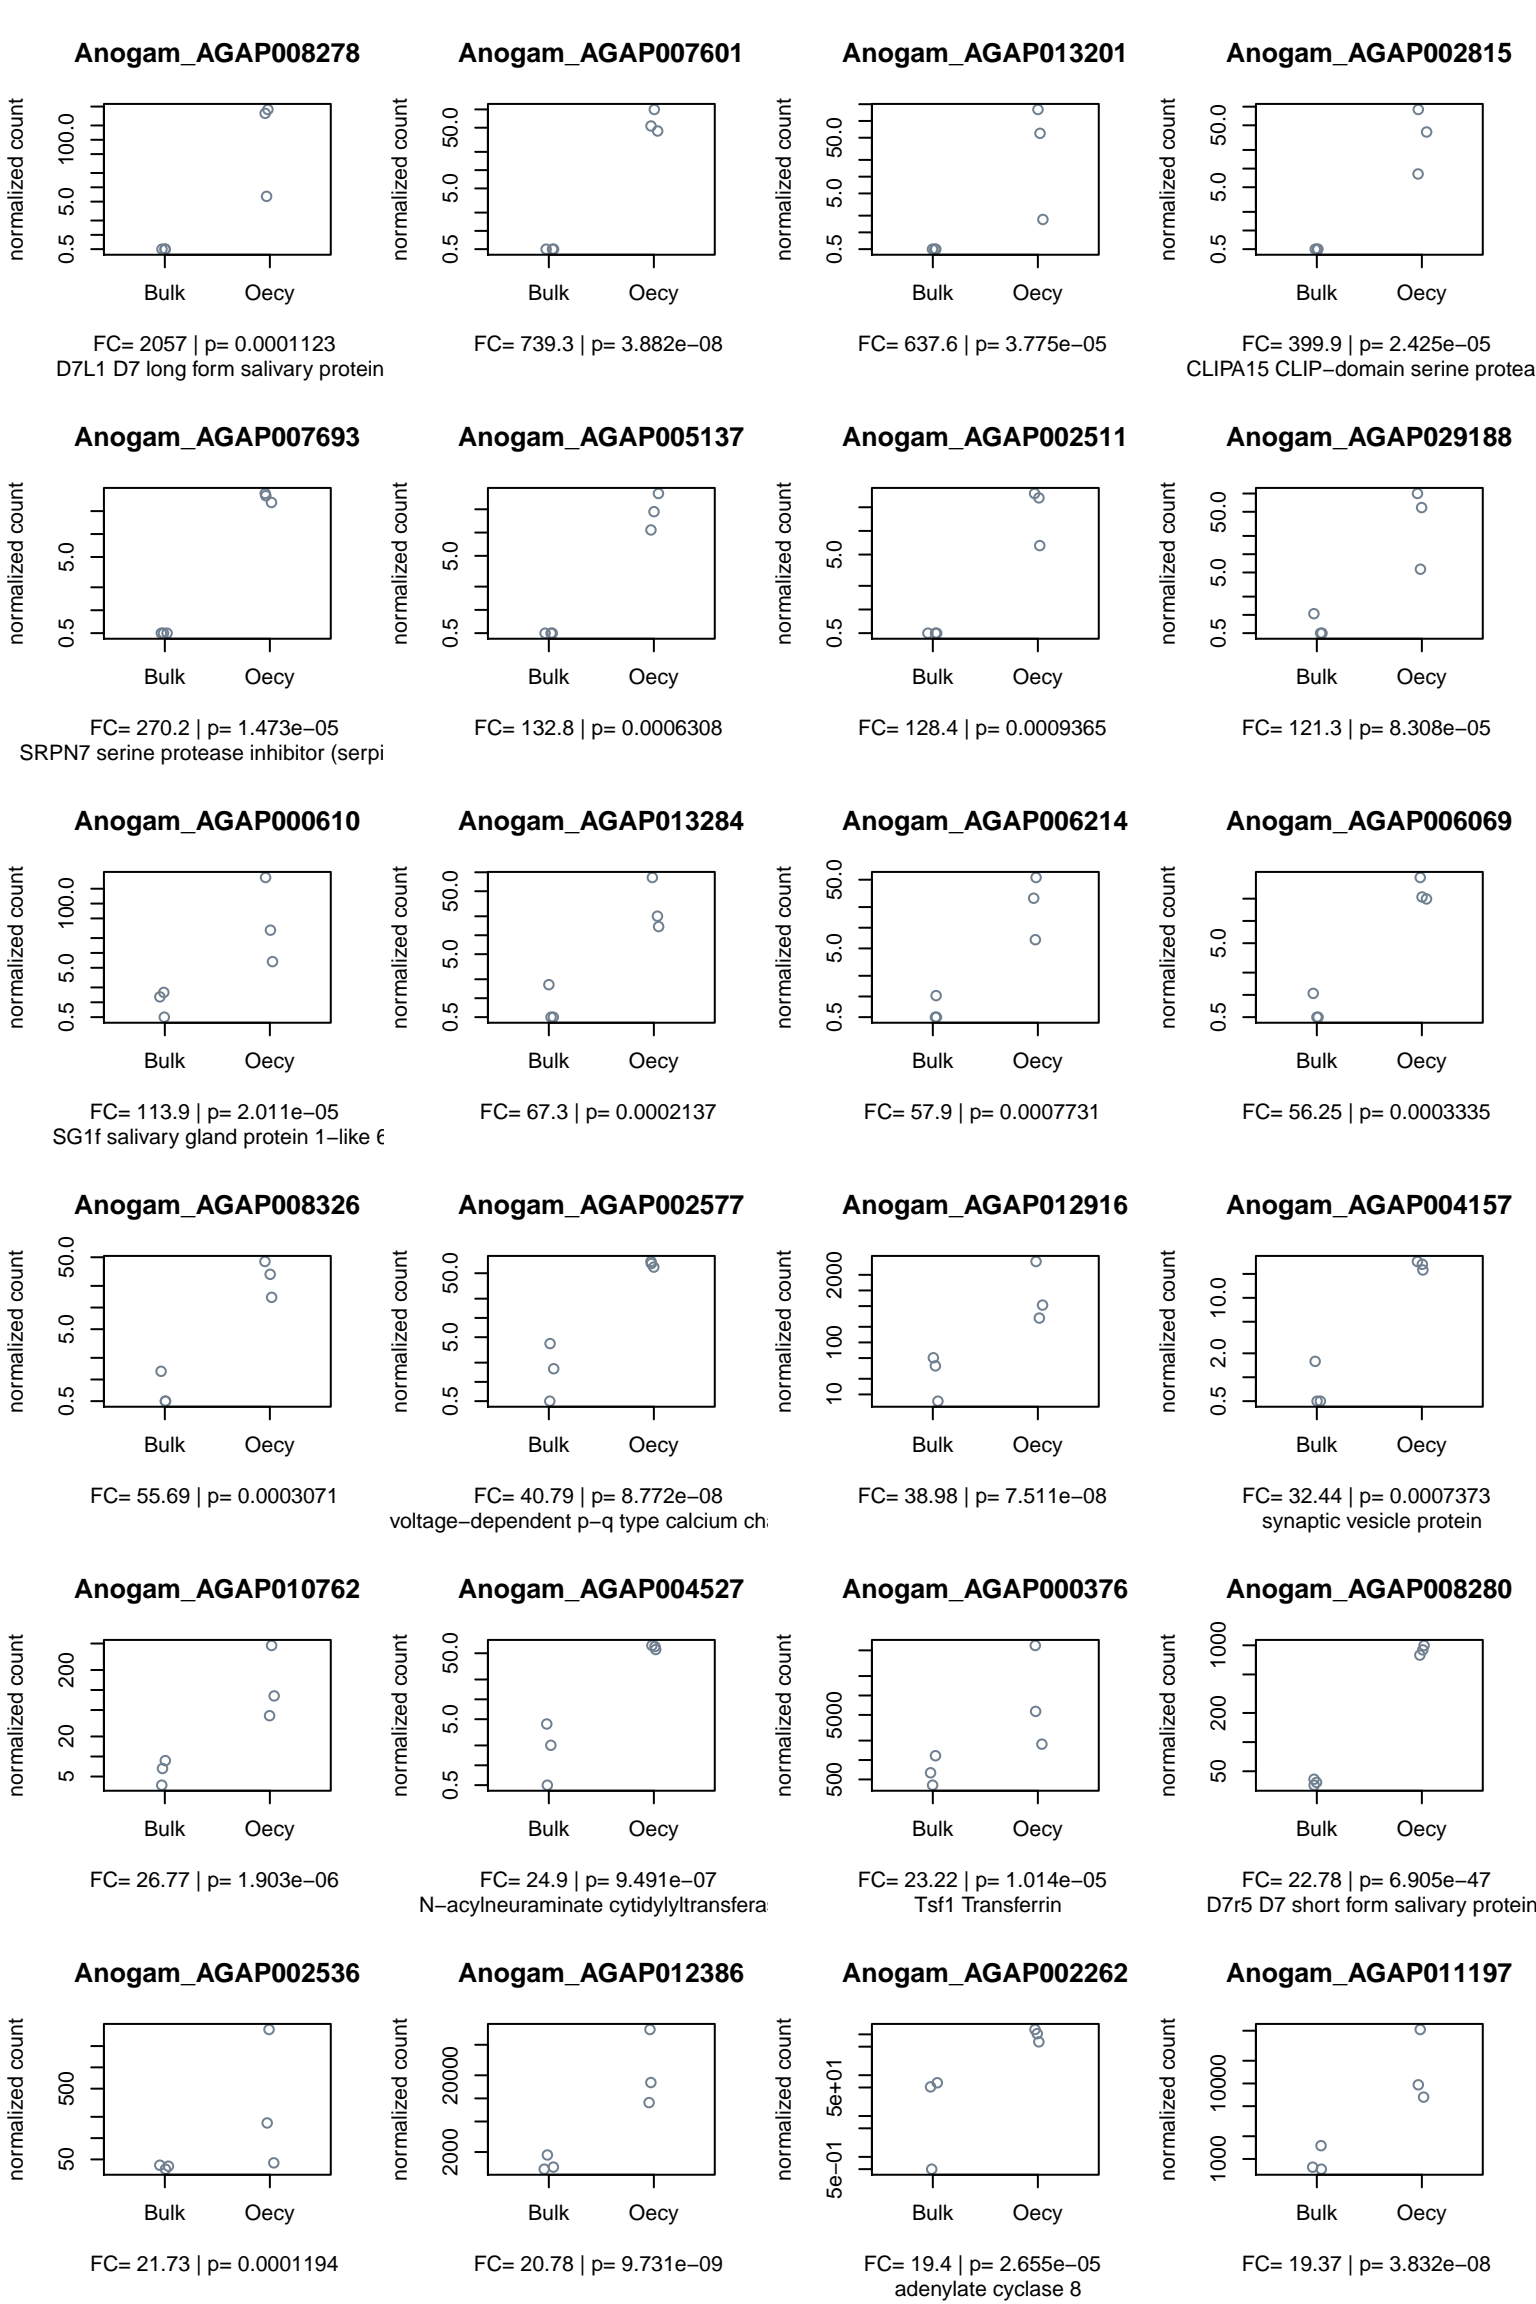 Anogam_AGAP008278
normalized count
100.0
5.0
0.5
Bulk Oecy
FC= 2057 | p= 0.0001123
D7L1 D7 long form salivary protein
Anogam_AGAP007601
normalized count
50.0
5.0
0.5
Bulk Oecy
FC= 739.3 | p= 3.882e−08
Anogam_AGAP013201
normalized count
50.0
5.0
0.5
Bulk Oecy
FC= 637.6 | p= 3.775e−05
Anogam_AGAP002815
normalized count
50.0
5.0
0.5
Bulk Oecy
FC= 399.9 | p= 2.425e−05
CLIPA15 CLIP−domain serine protea
Anogam_AGAP007693
normalized count
5.0
0.5
Bulk Oecy
FC= 270.2 | p= 1.473e−05
SRPN7 serine protease inhibitor (serpi
Anogam_AGAP005137
normalized count
5.0
0.5
Bulk Oecy
FC= 132.8 | p= 0.0006308
Anogam_AGAP002511
normalized count
5.0
0.5
Bulk Oecy
FC= 128.4 | p= 0.0009365
Anogam_AGAP029188
normalized count
50.0
5.0
0.5
Bulk Oecy
FC= 121.3 | p= 8.308e−05
Anogam_AGAP000610
normalized count
100.0
5.0
0.5
Bulk Oecy
FC= 113.9 | p= 2.011e−05
SG1f salivary gland protein 1−like 6
Anogam_AGAP013284
normalized count
50.0
5.0
0.5
Bulk Oecy
FC= 67.3 | p= 0.0002137
Anogam_AGAP006214
normalized count
50.0
5.0
0.5
Bulk Oecy
FC= 57.9 | p= 0.0007731
Anogam_AGAP006069
normalized count
5.0
0.5
Bulk Oecy
FC= 56.25 | p= 0.0003335
Anogam_AGAP008326
normalized count
50.0
5.0
0.5
Bulk Oecy
FC= 55.69 | p= 0.0003071
Anogam_AGAP002577
normalized count
50.0
5.0
0.5
Bulk Oecy
FC= 40.79 | p= 8.772e−08
voltage−dependent p−q type calcium cha
Anogam_AGAP012916
normalized count
2000
100
10
Bulk Oecy
FC= 38.98 | p= 7.511e−08
Anogam_AGAP004157
normalized count
10.0
2.0
0.5
Bulk Oecy
FC= 32.44 | p= 0.0007373
synaptic vesicle protein
Anogam_AGAP010762
normalized count
200
20
5
Bulk Oecy
FC= 26.77 | p= 1.903e−06
Anogam_AGAP004527
normalized count
50.0
5.0
0.5
Bulk Oecy
FC= 24.9 | p= 9.491e−07
N−acylneuraminate cytidylyltransfera
Anogam_AGAP000376
normalized count
5000
500
Bulk Oecy
FC= 23.22 | p= 1.014e−05
Tsf1 Transferrin
Anogam_AGAP008280
normalized count
1000
200
50
Bulk Oecy
FC= 22.78 | p= 6.905e−47
D7r5 D7 short form salivary protein
Anogam_AGAP002536
normalized count
500
50
Bulk Oecy
FC= 21.73 | p= 0.0001194
Anogam_AGAP012386
normalized count
20000
2000
Bulk Oecy
FC= 20.78 | p= 9.731e−09
Anogam_AGAP002262
normalized count
5e+01
5e−01
Bulk Oecy
FC= 19.4 | p= 2.655e−05
adenylate cyclase 8
Anogam_AGAP011197
normalized count
10000
1000
Bulk Oecy
FC= 19.37 | p= 3.832e−08